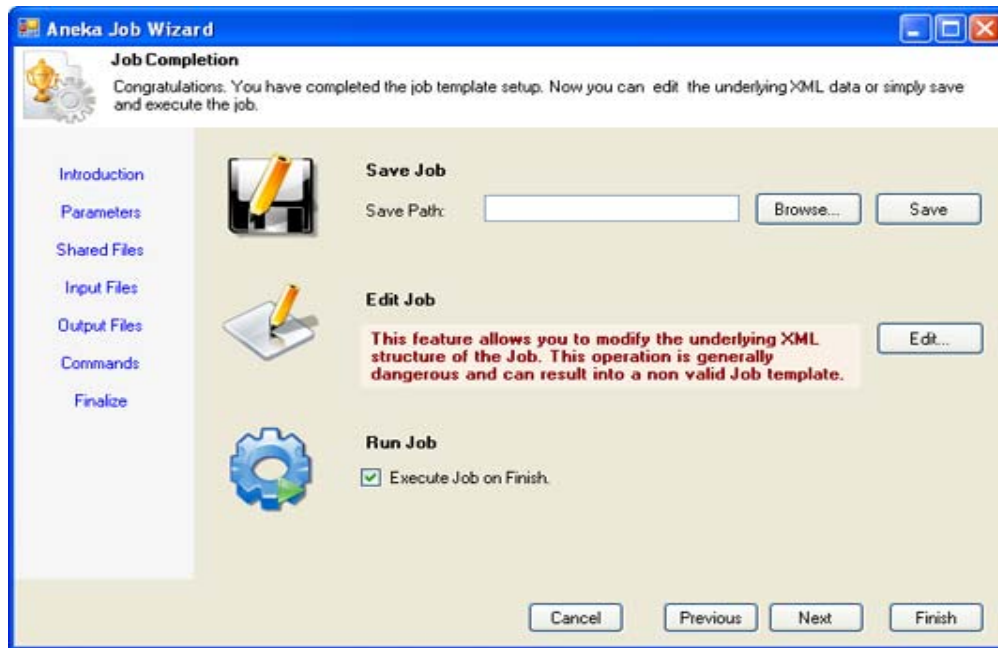 Aneka Job Wizard
Job Completion
Congratulations. You have completed the job template setup. Now you can edit the underlying XML data or simply save
and execute the job.
Introduction
Parameters
Shared Files
Input Files
Output Files
Commands
Finalize
Save Job
Save Path:
Browse...
Save
Edit Job
This feature allows you to modify the underlying XML
structure of the Job. This operation is generally
dangerous and can result into a non valid Job template.
Edit...
Run Job
Execute Job on Finish.
Cancel
Previous
Next
Finish